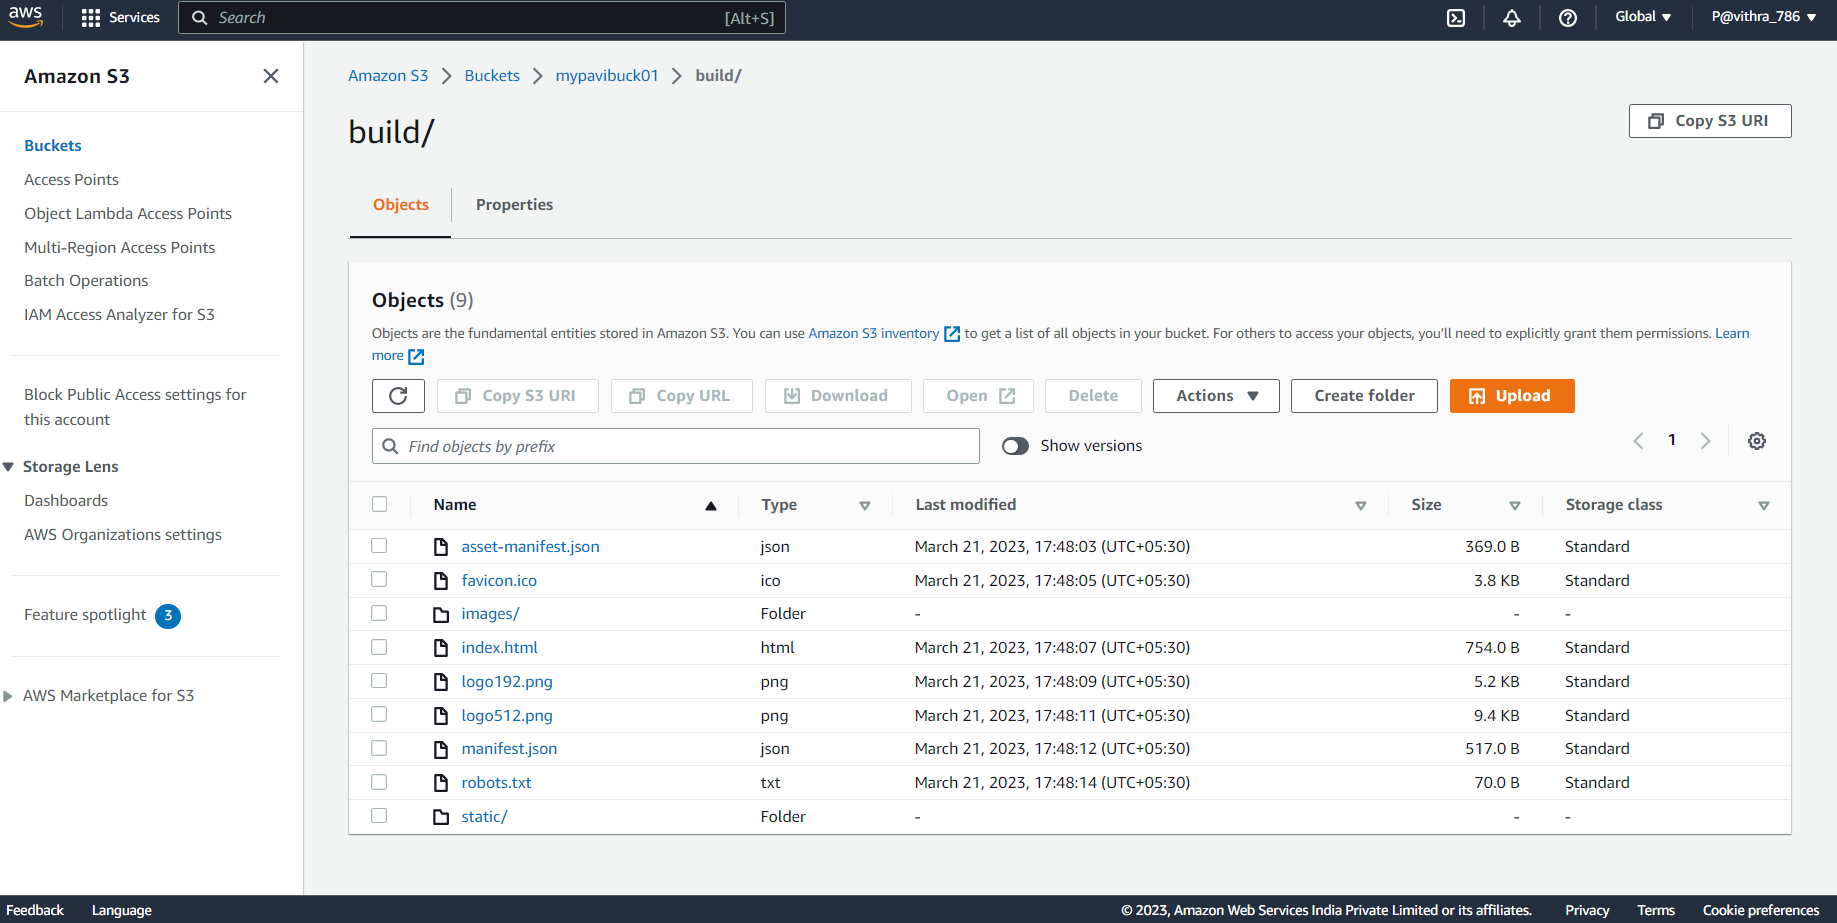 aws Services Search [Alt+S] Global P@vithra_786
Amazon S3
Buckets
Access Points
Object Lambda Access Points
Multi-Region Access Points
Batch Operations
IAM Access Analyzer for S3
Block Public Access settings for
this account
Storage Lens
Dashboards
AWS Organizations settings
Feature spotlight 3
AWS Marketplace for S3
Amazon S3 Buckets mypavibuck01 build/
build/
Copy S3 URI
Objects Properties
Objects (9)
Objects are the fundamental entities stored in Amazon S3. You can use Amazon S3 inventory to get a list of all objects in your bucket. For others to access your objects, you'll need to explicitly grant them permissions. Learn
more
Copy S3 URI Copy URL Download Open Delete Actions Create folder Upload
Find objects by prefix Show versions 1
Name Type Last modified Size Storage class
asset-manifest.json json March 21, 2023, 17:48:03 (UTC+05:30) 369.0 B Standard
favicon.ico ico March 21, 2023, 17:48:05 (UTC+05:30) 3.8 KB Standard
images/ Folder - - -
index.html html March 21, 2023, 17:48:07 (UTC+05:30) 754.0 B Standard
logo192.png png March 21, 2023, 17:48:09 (UTC+05:30) 5.2 KB Standard
logo512.png png March 21, 2023, 17:48:11 (UTC+05:30) 9.4 KB Standard
manifest.json json March 21, 2023, 17:48:12 (UTC+05:30) 517.0 B Standard
robots.txt txt March 21, 2023, 17:48:14 (UTC+05:30) 70.0 B Standard
static/ Folder - - -
Feedback Language © 2023, Amazon Web Services India Private Limited or its affiliates. Privacy Terms Cookie preferences